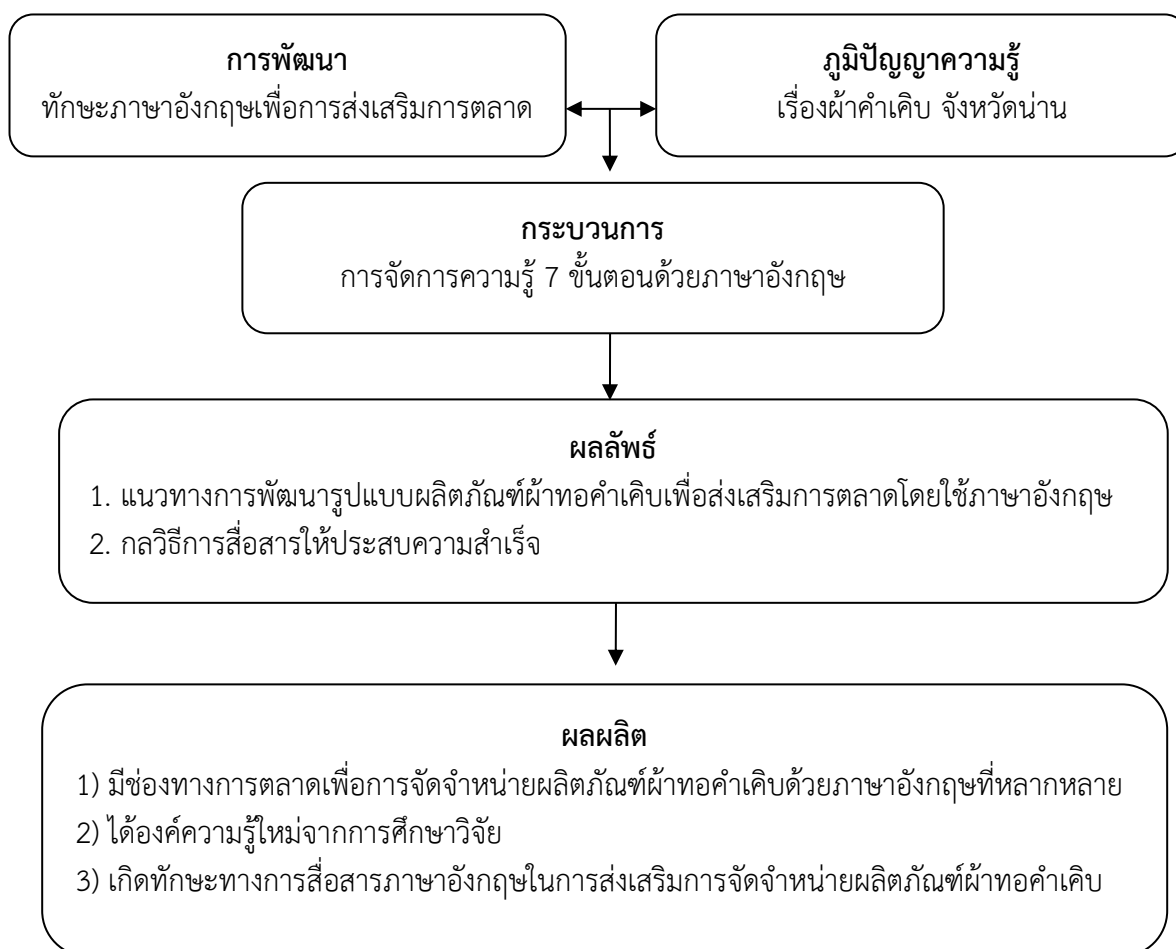 การพัฒนา
ทักษะภาษาอังกฤษเพื่อการส่งเสริมการตลาด
ภูมิปัญญาความรู้
เรื่องผ้าคำเคิบ จังหวัดน่าน
กระบวนการ
การจัดการความรู้ 7 ขั้นตอนด้วยภาษาอังกฤษ
ผลลัพธ์
1. แนวทางการพัฒนารูปแบบผลิตภัณฑ์ผ้าทอคำเคิบเพื่อส่งเสริมการตลาดโดยใช้ภาษาอังกฤษ
2. กลวิธีการสื่อสารให้ประสบความสำเร็จ
ผลผลิต
1) มีช่องทางการตลาดเพื่อการจัดจำหน่ายผลิตภัณฑ์ผ้าทอคำเคิบด้วยภาษาอังกฤษที่หลากหลาย
2) ได้องค์ความรู้ใหม่จากการศึกษาวิจัย
3) เกิดทักษะทางการสื่อสารภาษาอังกฤษในการส่งเสริมการจัดจำหน่ายผลิตภัณฑ์ผ้าทอคำเคิบ